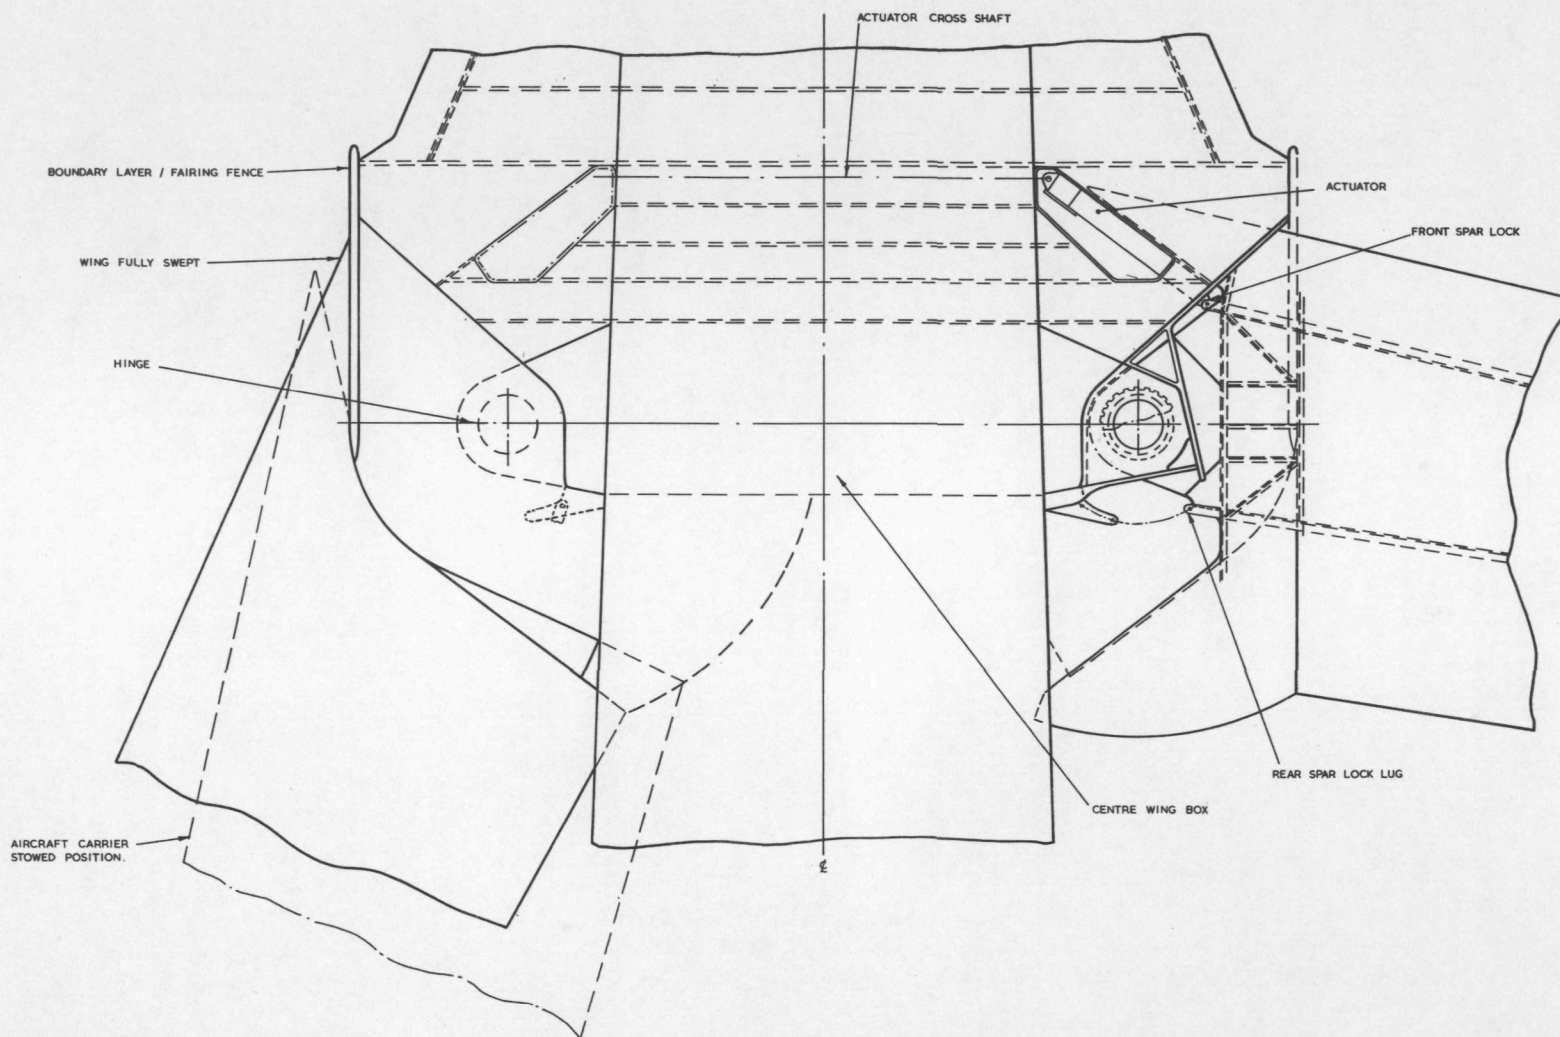 ACTUATOR CROSS SHAFT
BOUNDARY LAYER / FAIRING FENCE
ACTUATOR
FRONT SPAR LOCK
WING FULLY SWEPT
HINGE
REAR SPAR LOCK LUG
CENTRE WING BOX
AIRCRAFT CARRIER
STOWED POSITION.
℄